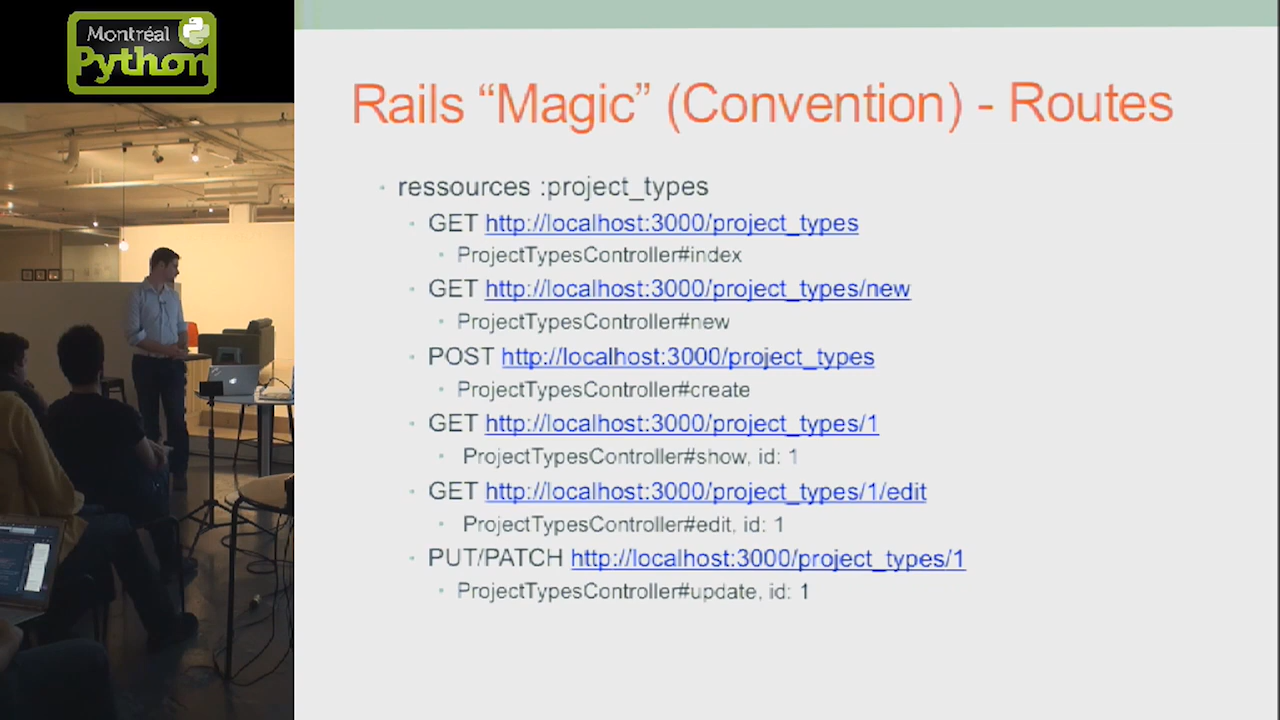 Montréal
Python
Rails “Magic” (Convention) - Routes
ressources :project_types
GET http://localhost:3000/project_types
ProjectTypesController#index
GET http://localhost:3000/project_types/new
ProjectTypesController#new
POST http://localhost:3000/project_types
ProjectTypesController#create
GET http://localhost:3000/project_types/1
ProjectTypesController#show, id: 1
GET http://localhost:3000/project_types/1/edit
ProjectTypesController#edit, id: 1
PUT/PATCH http://localhost:3000/project_types/1
ProjectTypesController#update, id: 1